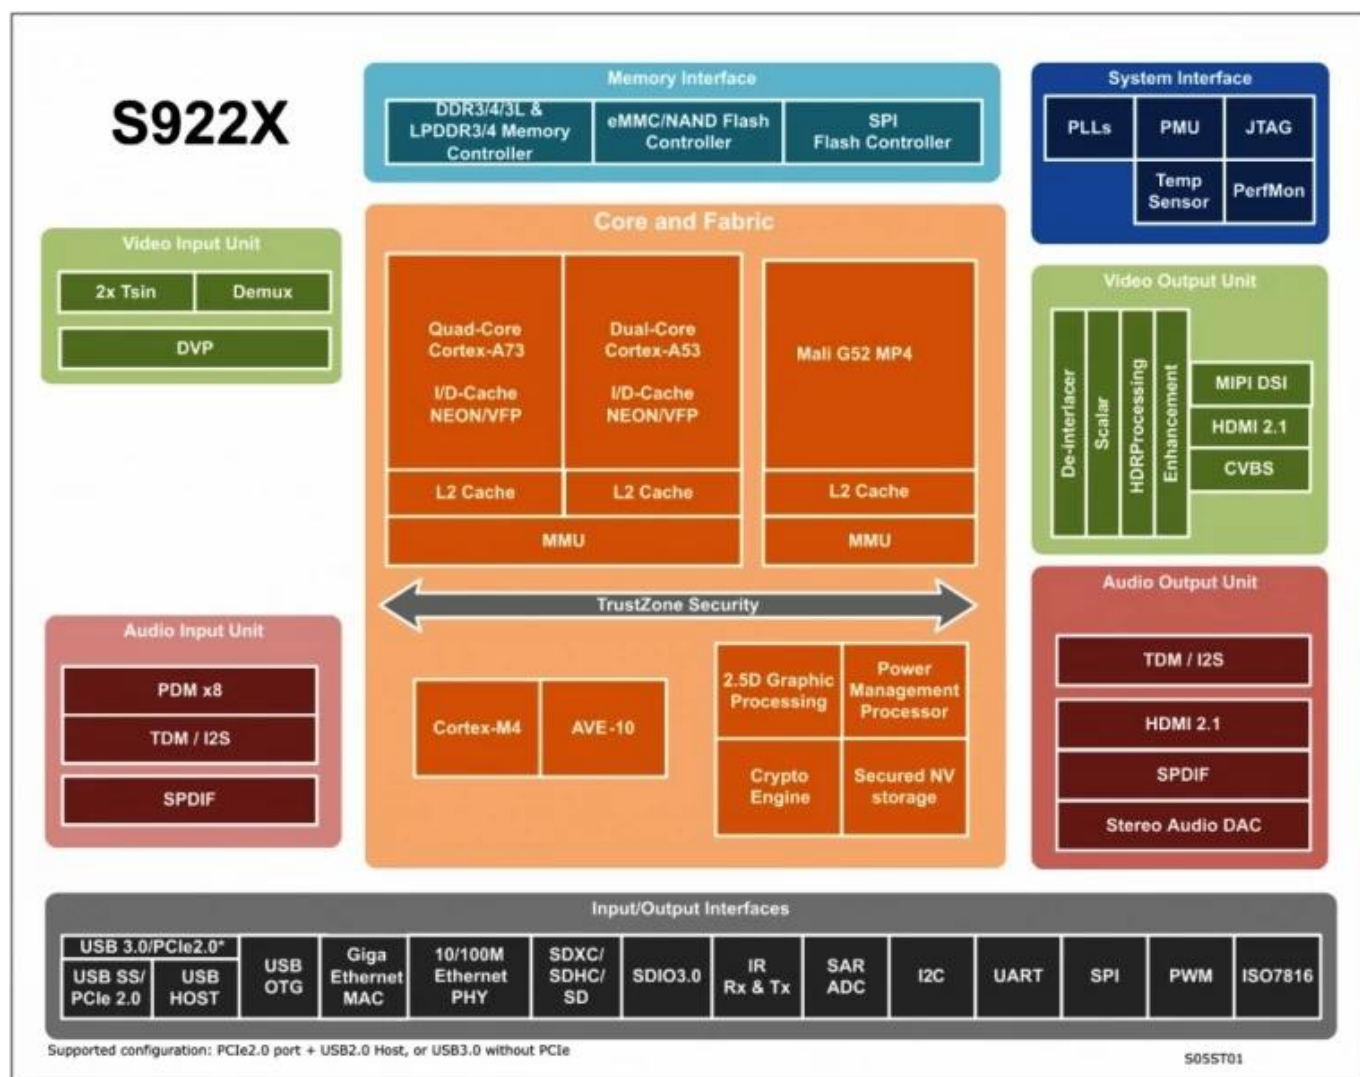 S922X
Memory Interface
DDR3/4/3L &
LPDDR3/4 Memory
Controller
eMMC/NAND Flash
Controller
SPI
Flash Controller
System Interface
PLLs
PMU
JTAG
Temp
Sensor
PerfMon
Video Input Unit
2x Tsin
Demux
DVP
Core and Fabric
Quad-Core
Cortex-A73
I/D-Cache
NEON/VFP
Dual-Core
Cortex-A53
I/D-Cache
NEON/VFP
Mali G52 MP4
L2 Cache
L2 Cache
L2 Cache
MMU
MMU
TrustZone Security
Cortex-M4
AVE-10
2.5D Graphic
Processing
Power
Management
Processor
Crypto
Engine
Secured NV
storage
Video Output Unit
De-interlacer
Scalar
HDRProcessing
Enhancement
MIPI DSI
HDMI 2.1
CVBS
Audio Input Unit
PDM x8
TDM / I2S
SPDIF
Audio Output Unit
TDM / I2S
HDMI 2.1
SPDIF
Stereo Audio DAC
Input/Output Interfaces
USB 3.0/PCIe2.0*
USB SS/
PCIe 2.0
USB
HOST
USB
OTG
Giga
Ethernet
MAC
10/100M
Ethernet
PHY
SDXC/
SDHC/
SD
SDIO3.0
IR
Rx & Tx
SAR
ADC
I2C
UART
SPI
PWM
ISO7816
Supported configuration: PCIe2.0 port + USB2.0 Host, or USB3.0 without PCIe
S05ST01